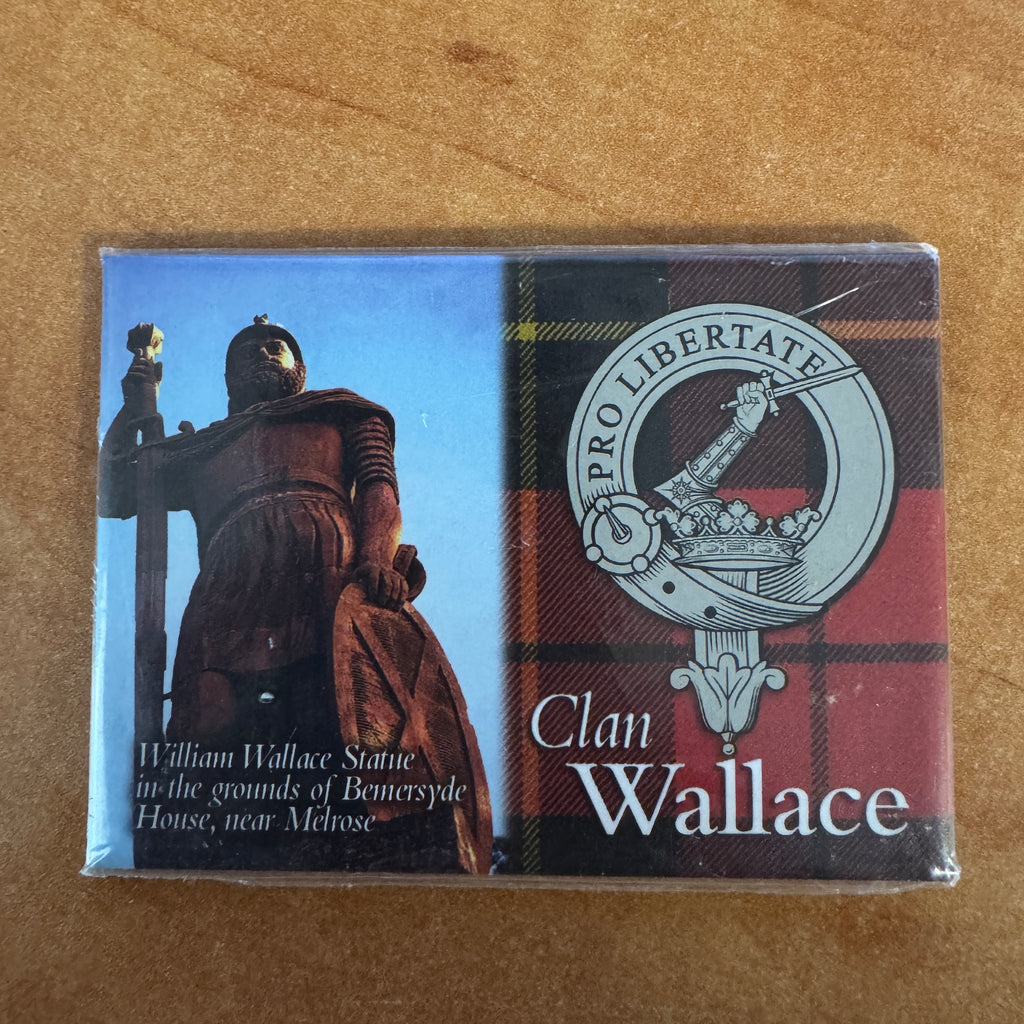 William Wallace Statue
in the grounds of Bemersyde
House, near Melrose
PRO LIBERTATE
Clan
Wallace